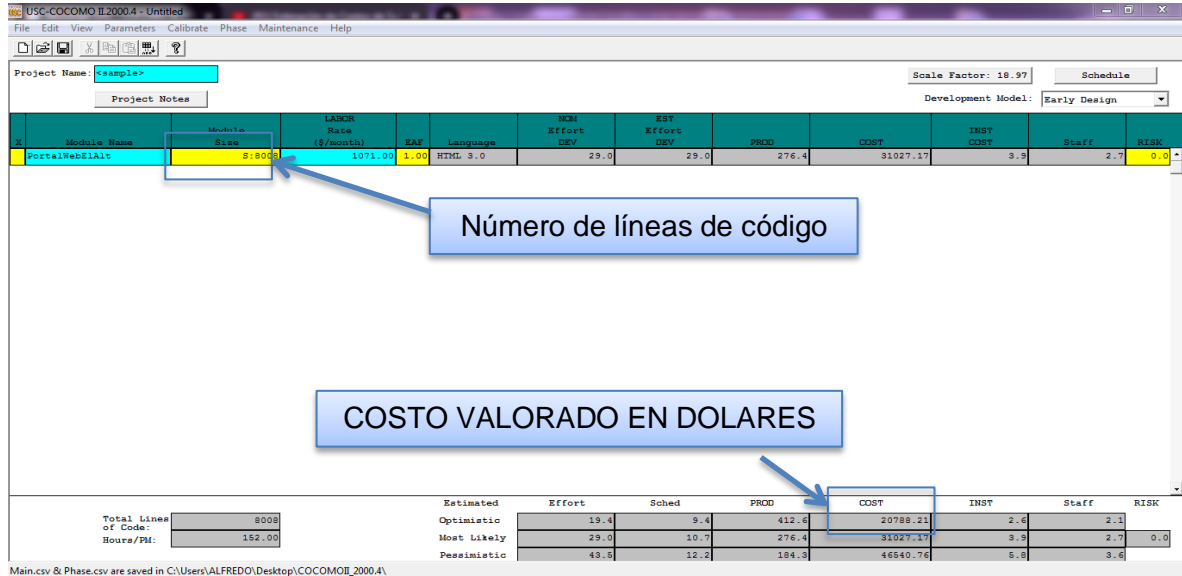 USC-COCOMO II.2000.4 - Untitled
File Edit View Parameters Calibrate Phase Maintenance Help
Project Name: <sample>
Scale Factor: 18.97 Schedule
Project Notes
Development Model: Early Design
X Module Name Module Size LABOR Rate ($/month) EAF Language NOM Effort DEV EST Effort DEV PROD COST INST COST Staff RISK
PortalWebElAlt S:8008 1071.00 1.00 HTML 3.0 29.0 29.0 276.4 31027.17 3.9 2.7 0.0
Número de líneas de código
COSTO VALORADO EN DOLARES
Estimated Effort Sched PROD COST INST Staff RISK
Total Lines of Code: 8008
Hours/PM: 152.00
Optimistic 19.4 9.4 412.6 20788.21 2.6 2.1
Most Likely 29.0 10.7 276.4 31027.17 3.9 2.7 0.0
Pessimistic 43.5 12.2 184.3 46540.76 5.8 3.6
Main.csv & Phase.csv are saved in C:\Users\ALFREDO\Desktop\COCOMOII_2000.4\